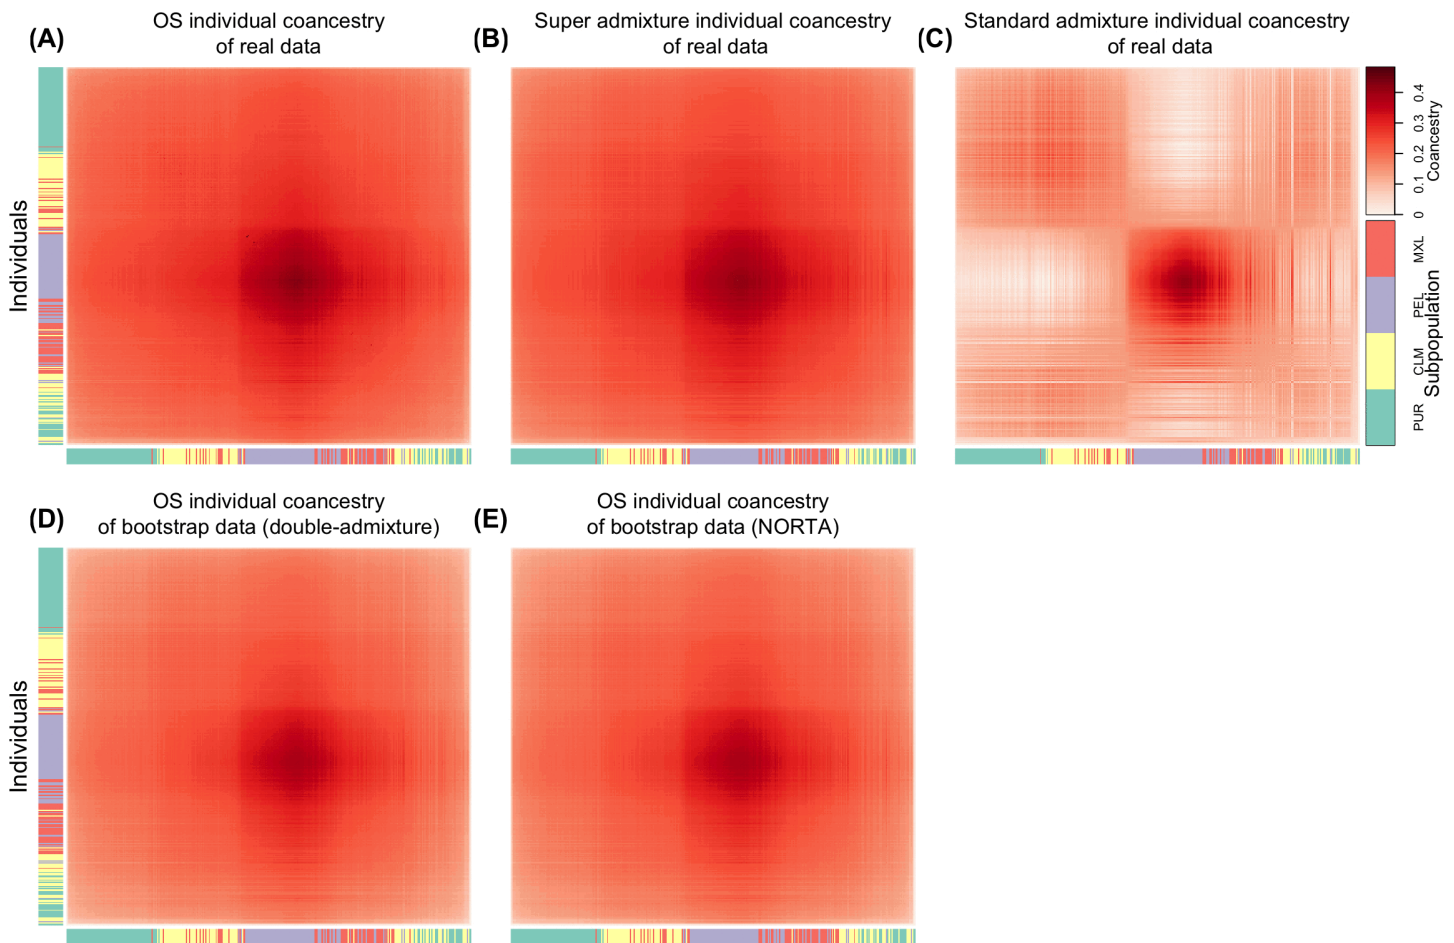 (A)
OS individual coancestry
of real data
(B)
Super admixture individual coancestry
of real data
(C)
Standard admixture individual coancestry
of real data
Individuals
0
0.1
0.2
0.3
0.4
Coancestry
MXL
PEL
CLM
PUR
Subpopulation
(D)
OS individual coancestry
of bootstrap data (double-admixture)
(E)
OS individual coancestry
of bootstrap data (NORTA)
Individuals